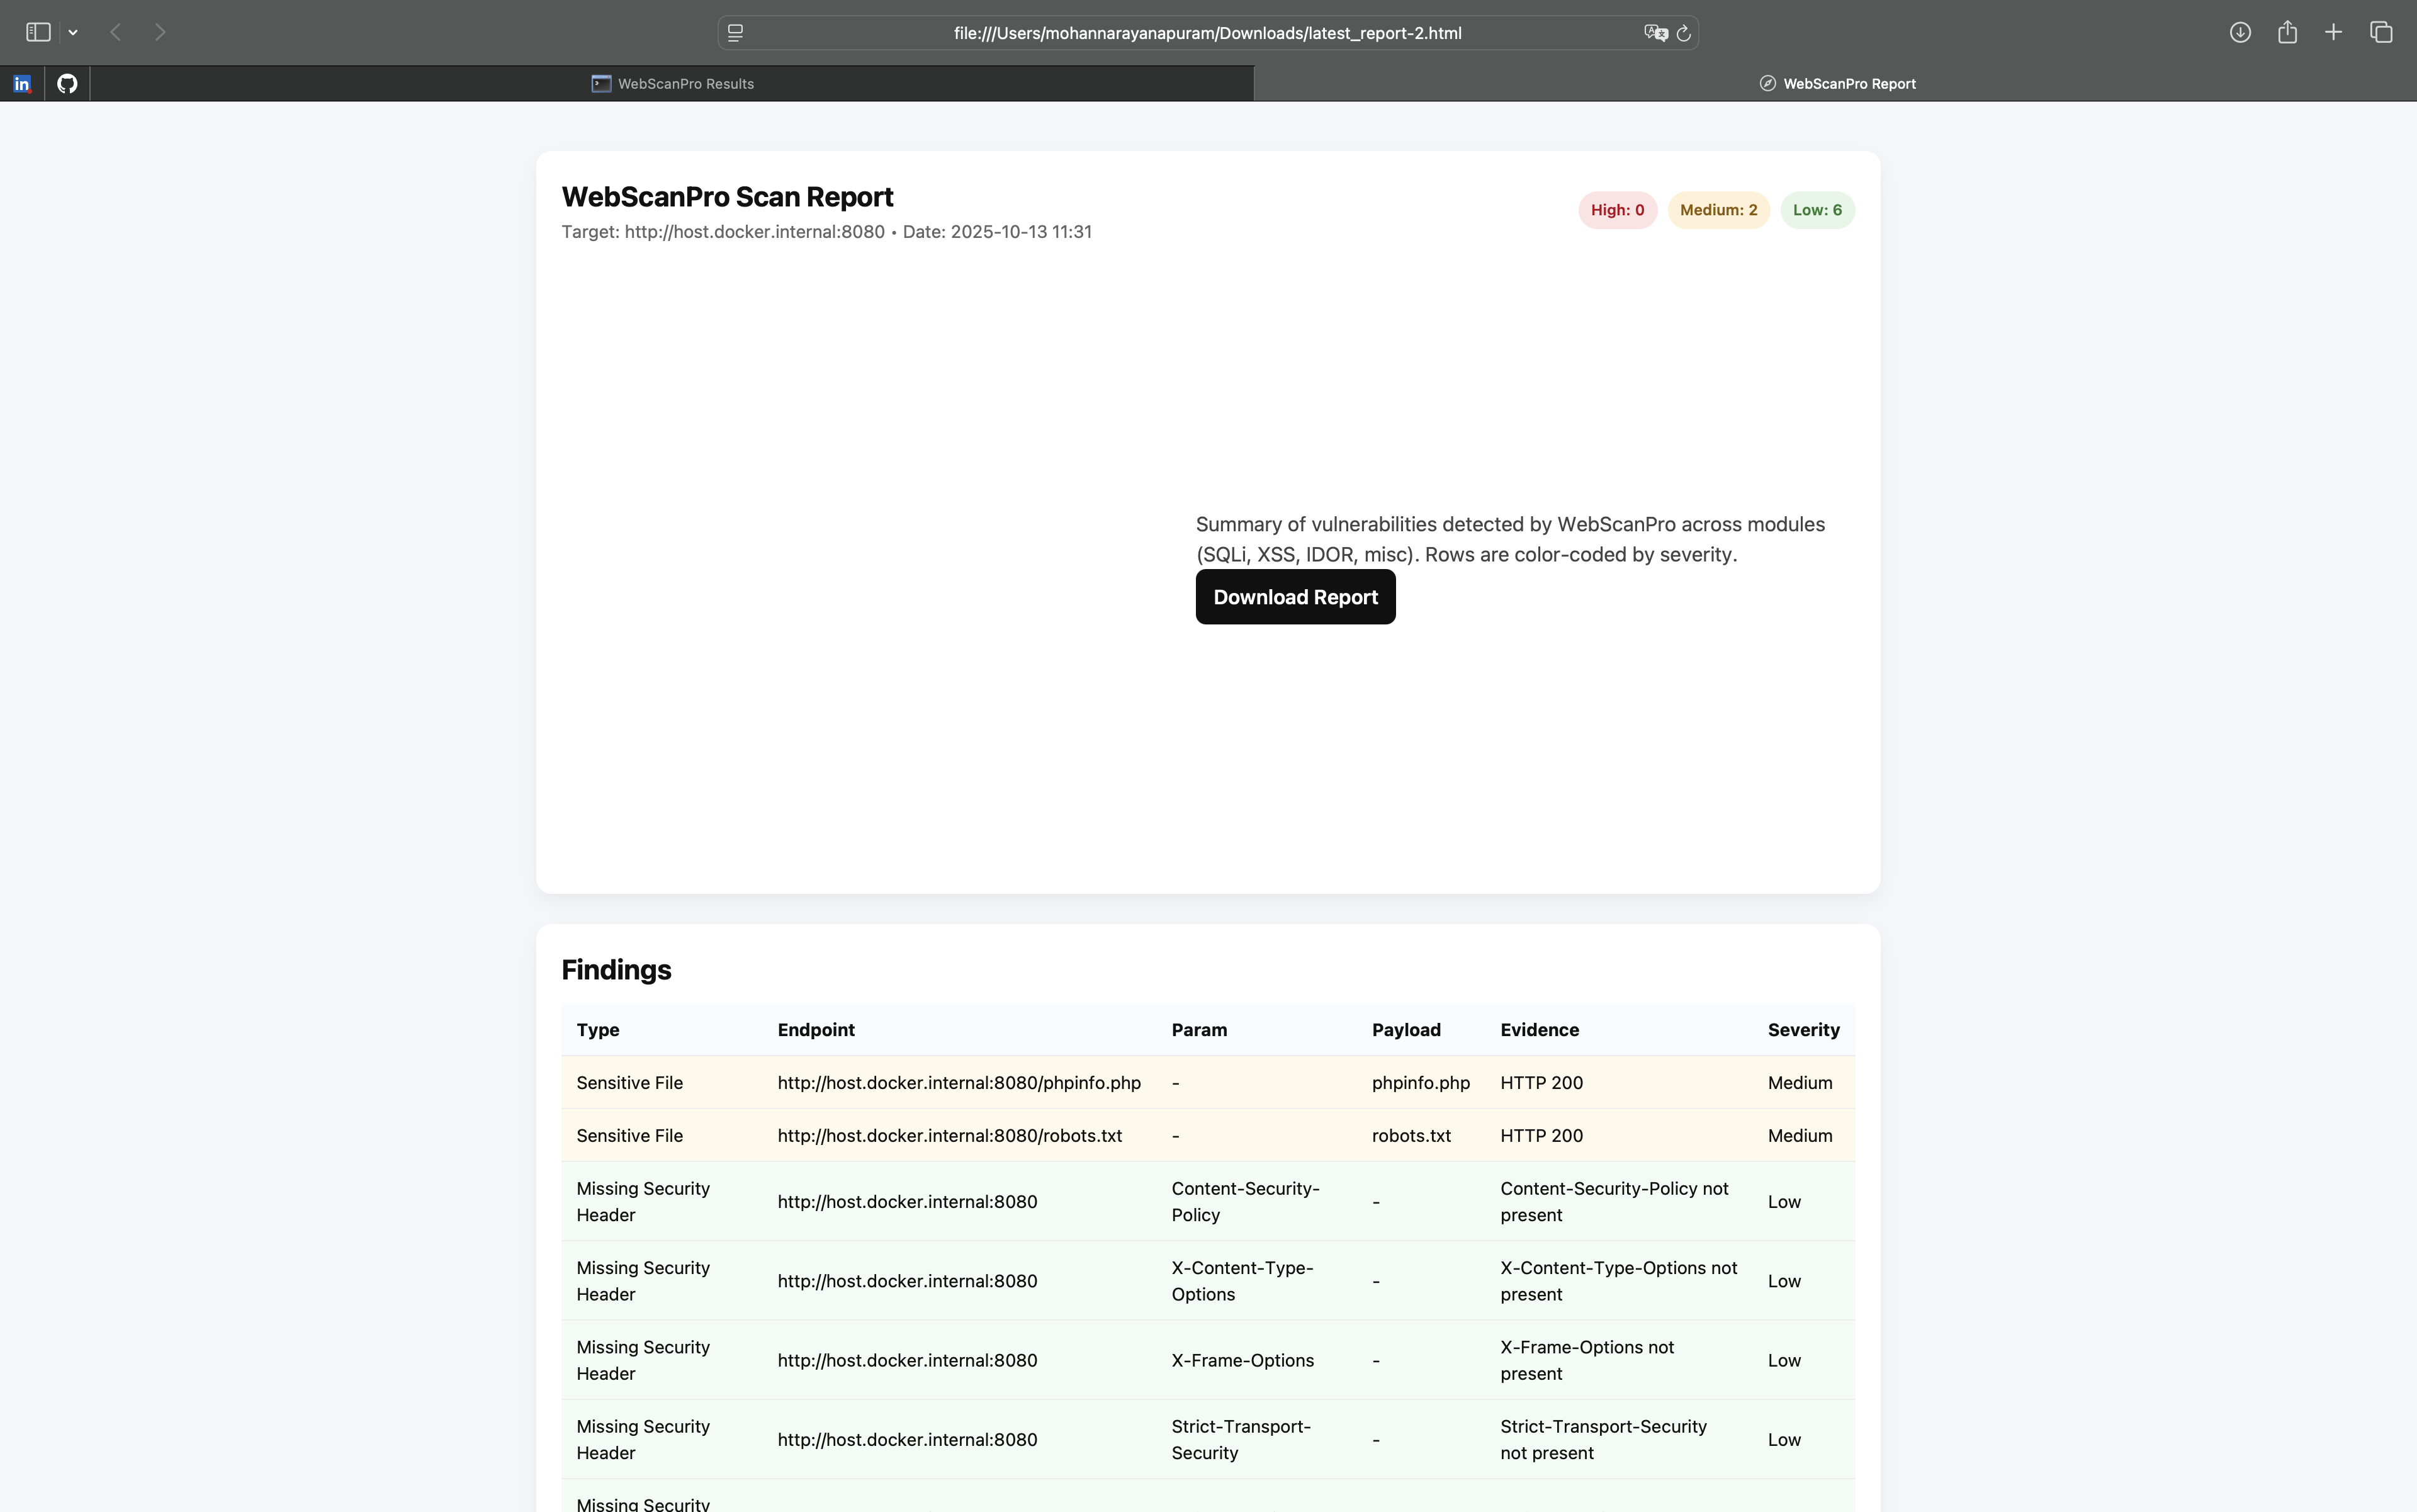 file:///Users/mohannarayanapuram/Downloads/latest_report-2.html
in
WebScanPro Results
WebScanPro Report
WebScanPro Scan Report
Target: http://host.docker.internal:8080 • Date: 2025-10-13 11:31
High: 0
Medium: 2
Low: 6
Summary of vulnerabilities detected by WebScanPro across modules
(SQLi, XSS, IDOR, misc). Rows are color-coded by severity.
Download Report
Findings
Type Endpoint Param Payload Evidence Severity
Sensitive File http://host.docker.internal:8080/phpinfo.php - phpinfo.php HTTP 200 Medium
Sensitive File http://host.docker.internal:8080/robots.txt - robots.txt HTTP 200 Medium
Missing Security
Header
http://host.docker.internal:8080
Content-Security-
Policy
-
Content-Security-Policy not
present
Low
Missing Security
Header
http://host.docker.internal:8080
X-Content-Type-
Options
-
X-Content-Type-Options not
present
Low
Missing Security
Header
http://host.docker.internal:8080
X-Frame-Options
-
X-Frame-Options not
present
Low
Missing Security
Header
http://host.docker.internal:8080
Strict-Transport-
Security
-
Strict-Transport-Security
not present
Low
Missing Security